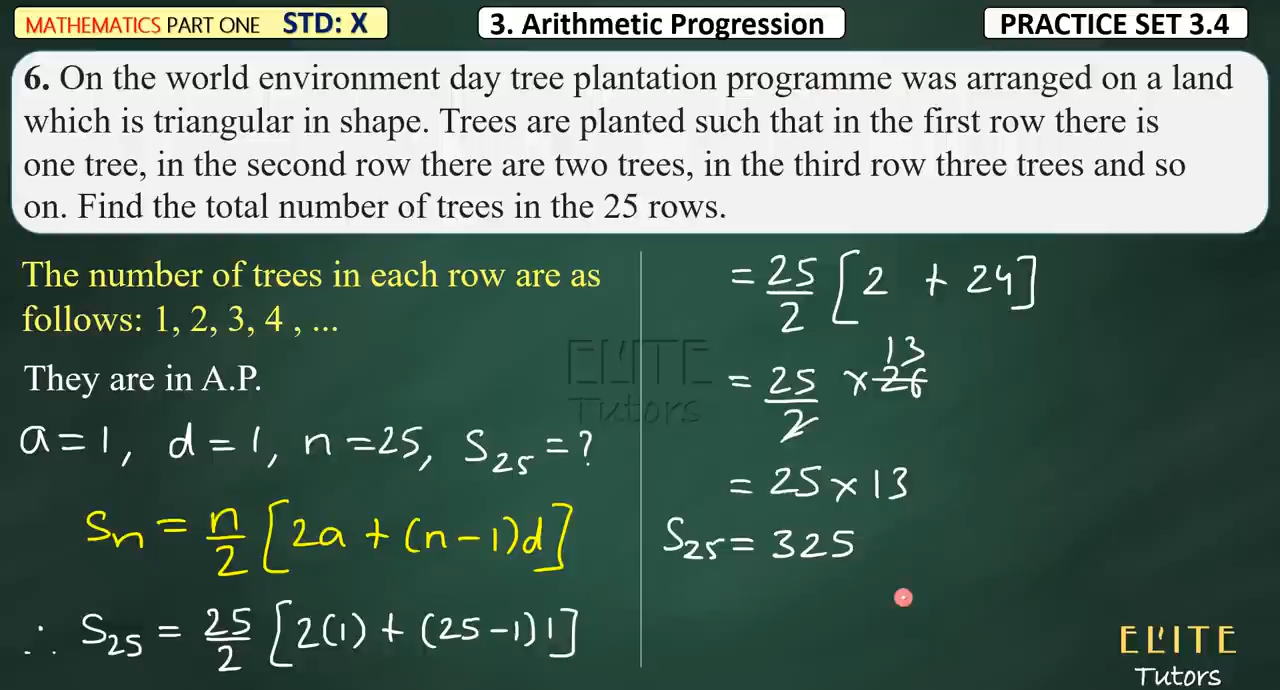 MATHEMATICS PART ONE STD: X
3. Arithmetic Progression
PRACTICE SET 3.4
6. On the world environment day tree plantation programme was arranged on a land
which is triangular in shape. Trees are planted such that in the first row there is
one tree, in the second row there are two trees, in the third row three trees and so
on. Find the total number of trees in the 25 rows.
The number of trees in each row are as
follows: 1, 2, 3, 4 , ...
They are in A.P.
a = 1, d = 1, n = 25, S25 = ?
Sn = n/2 [2a + (n - 1)d]
∴ S25 = 25/2 [2(1) + (25 - 1)1]
= 25/2 [2 + 24]
13
= 25/2 × 26
= 25 × 13
S25 = 325
ELITE
Tutors
ELITE
Tutors